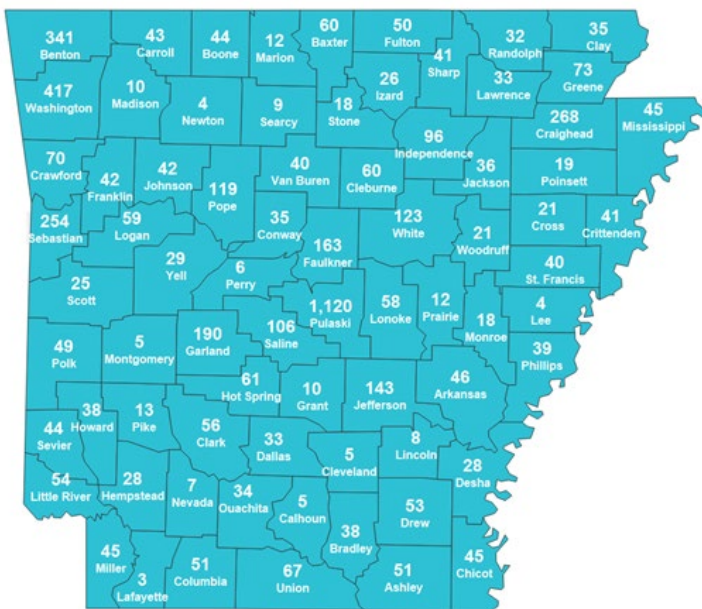 341
Benton
43
Carroll
44
Boone
12
Marion
60
Baxter
50
Fulton
41
Sharp
32
Randolph
35
Clay
26
Izard
33
Lawrence
73
Greene
417
Washington
10
Madison
4
Newton
9
Searcy
18
Stone
96
Independence
268
Craighead
45
Mississippi
70
Crawford
42
Franklin
42
Johnson
119
Pope
40
Van Buren
60
Cleburne
36
Jackson
19
Poinsett
254
Sebastian
59
Logan
35
Conway
163
Faulkner
123
White
21
Woodruff
21
Cross
41
Crittenden
25
Scott
29
Yell
6
Perry
40
St. Francis
1,120
Pulaski
58
Lonoke
12
Prairie
18
Monroe
4
Lee
49
Polk
5
Montgomery
190
Garland
106
Saline
39
Phillips
61
Hot Spring
10
Grant
143
Jefferson
46
Arkansas
44
Sevier
38
Howard
13
Pike
56
Clark
33
Dallas
5
Cleveland
8
Lincoln
28
Desha
54
Little River
28
Hempstead
7
Nevada
34
Ouachita
5
Calhoun
38
Bradley
53
Drew
45
Miller
3
Lafayette
51
Columbia
67
Union
51
Ashley
45
Chicot